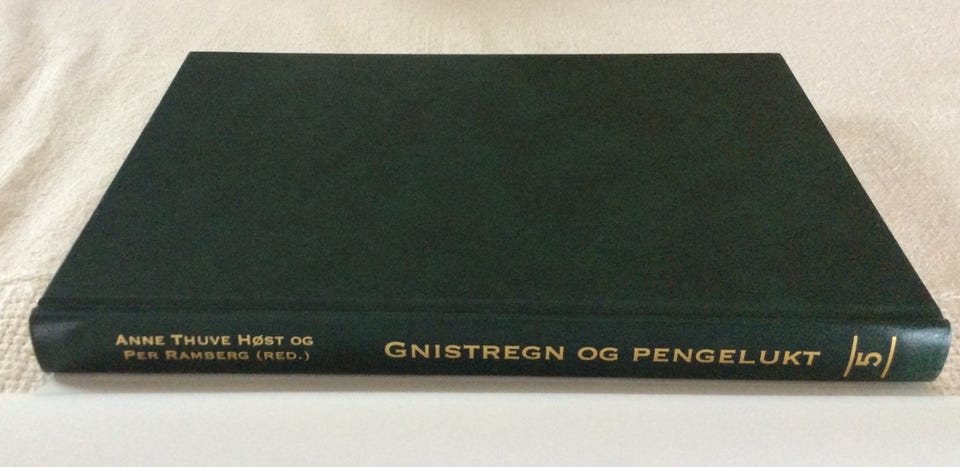 Anne Thuve Høst og
Per Ramberg (red.)
Gnistregn og pengelukt
5